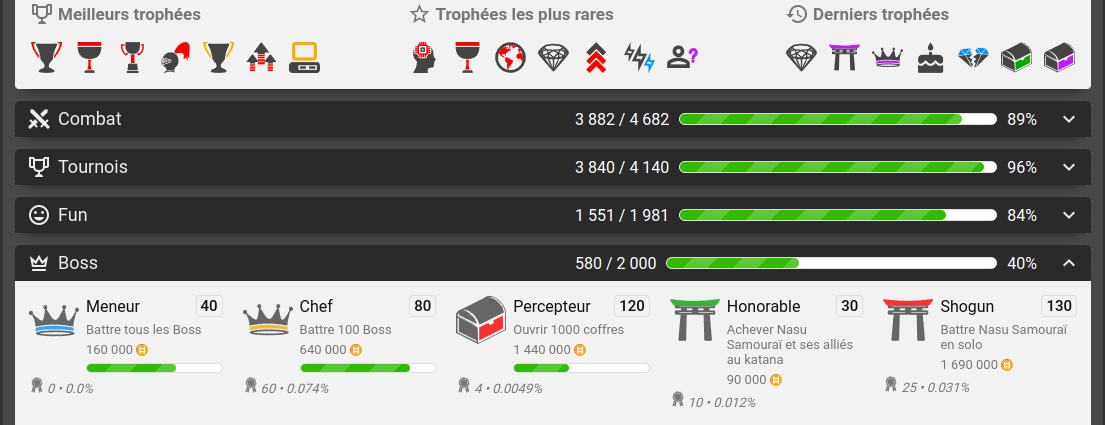 Meilleurs trophées
Trophées les plus rares
Derniers trophées
Combat 3 882 / 4 682 89%
Tournois 3 840 / 4 140 96%
Fun 1 551 / 1 981 84%
Boss 580 / 2 000 40%
Meneur 40
Battre tous les Boss
160 000
0 • 0.0%
Chef 80
Battre 100 Boss
640 000
60 • 0.074%
Percepteur 120
Ouvrir 1000 coffres
1 440 000
4 • 0.0049%
Honorable 30
Achever Nasu
Samouraï et ses alliés
au katana
90 000
10 • 0.012%
Shogun 130
Battre Nasu Samouraï
en solo
1 690 000
25 • 0.031%